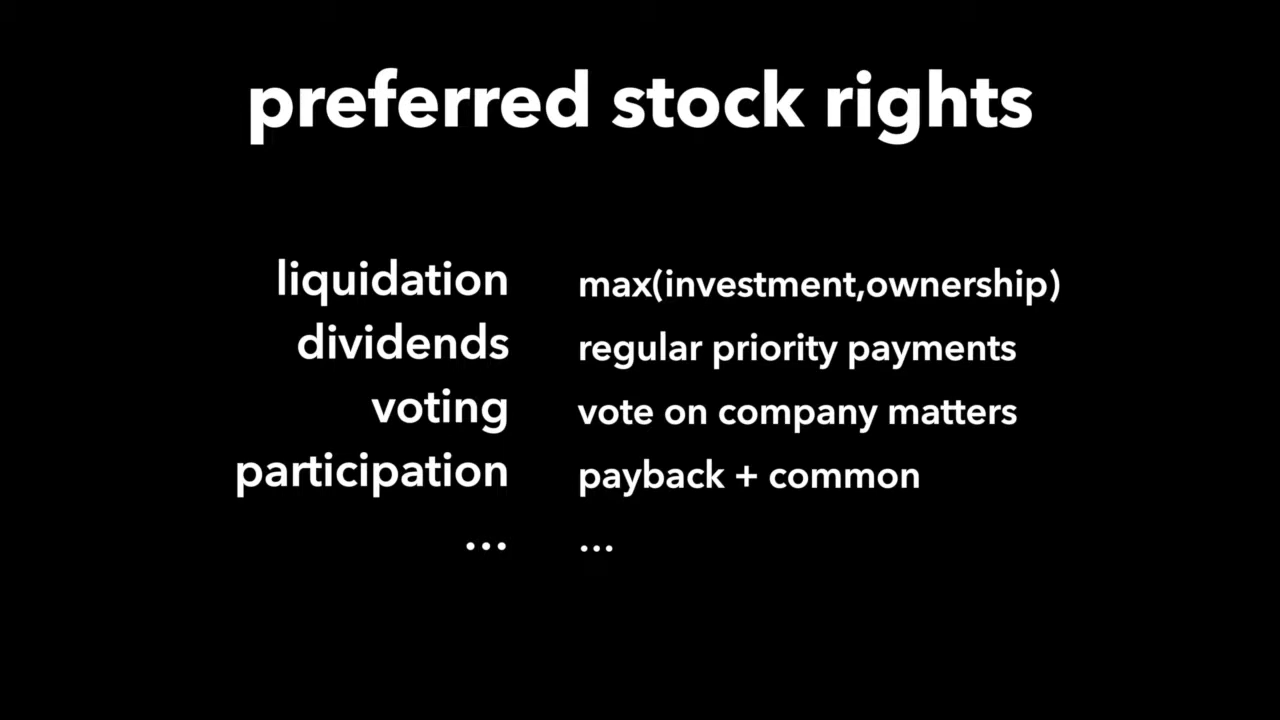 preferred stock rights
liquidation max(investment,ownership)
dividends regular priority payments
voting vote on company matters
participation payback + common
... ...